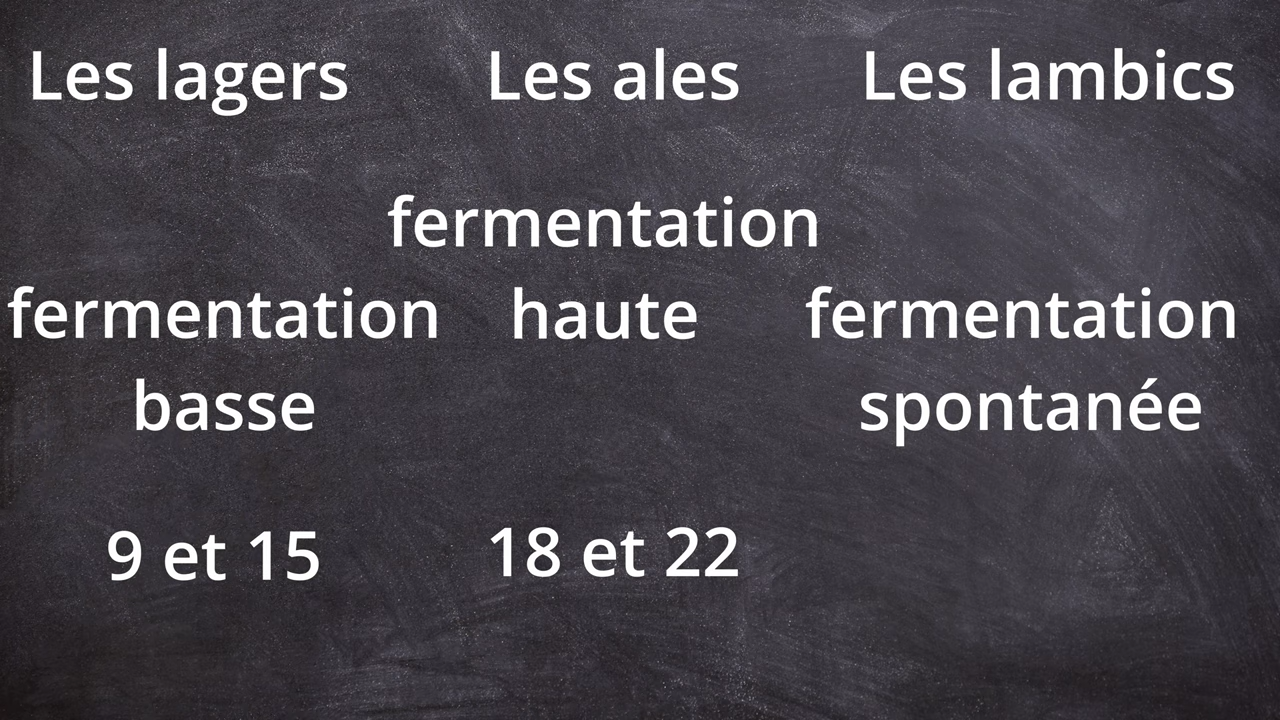 Les lagers
Les ales
Les lambics
fermentation
haute
fermentation
basse
fermentation
spontanée
9 et 15
18 et 22